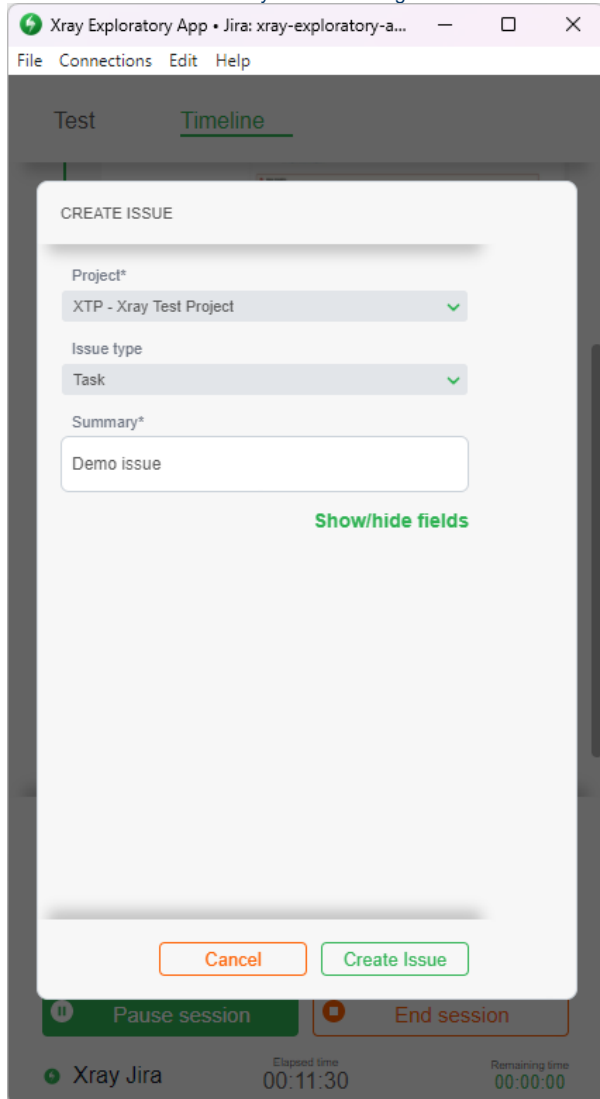 Xray Exploratory App • Jira: xray-exploratory-a...
File Connections Edit Help
Test Timeline
CREATE ISSUE
Project*
XTP - Xray Test Project
Issue type
Task
Summary*
Demo issue
Show/hide fields
Cancel Create Issue
Pause session End session
Xray Jira
Elapsed time
00:11:30
Remaining time
00:00:00